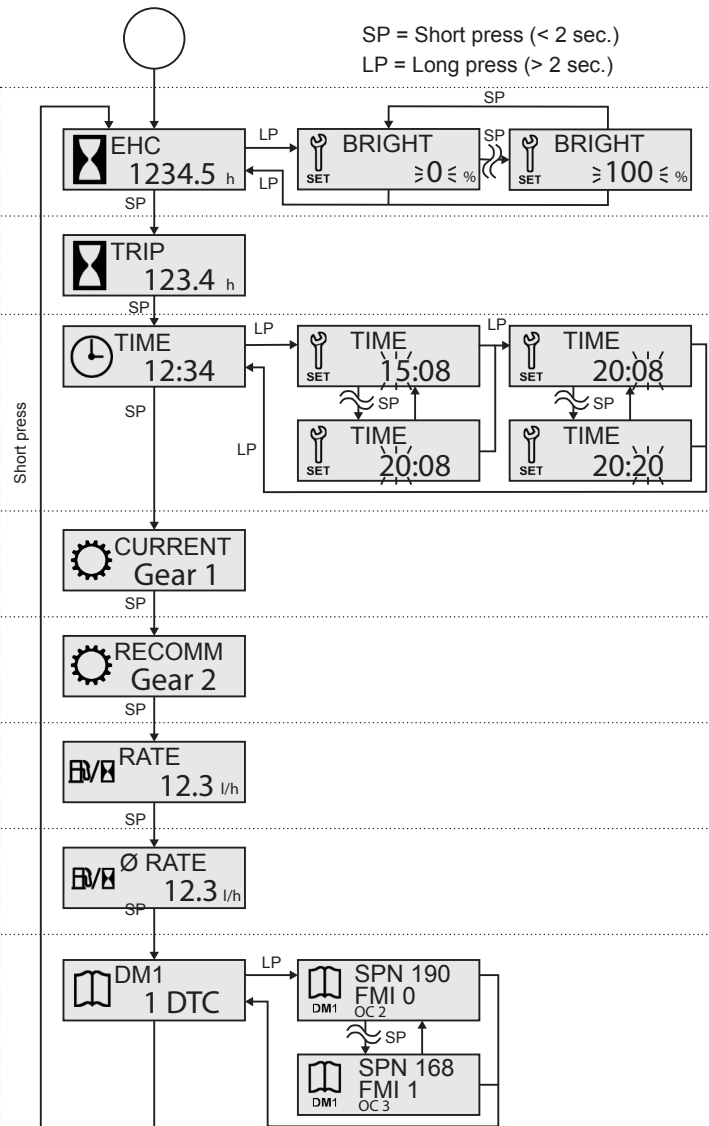 SP = Short press (< 2 sec.)
LP = Long press (> 2 sec.)
SP
EHC
1234.5 h
LP
LP
SET
BRIGHT
0 %
SP
SET
BRIGHT
100 %
SP
TRIP
123.4 h
SP
TIME
12:34
LP
SET
TIME
15:08
LP
SET
TIME
20:08
SP
SP
SP
SET
TIME
20:08
SET
TIME
20:20
LP
Short press
CURRENT
Gear 1
SP
RECOMM
Gear 2
SP
RATE
12.3 l/h
SP
Ø RATE
12.3 l/h
SP
DM1
1 DTC
LP
DM1
SPN 190
FMI 0
OC 2
SP
DM1
SPN 168
FMI 1
OC 3